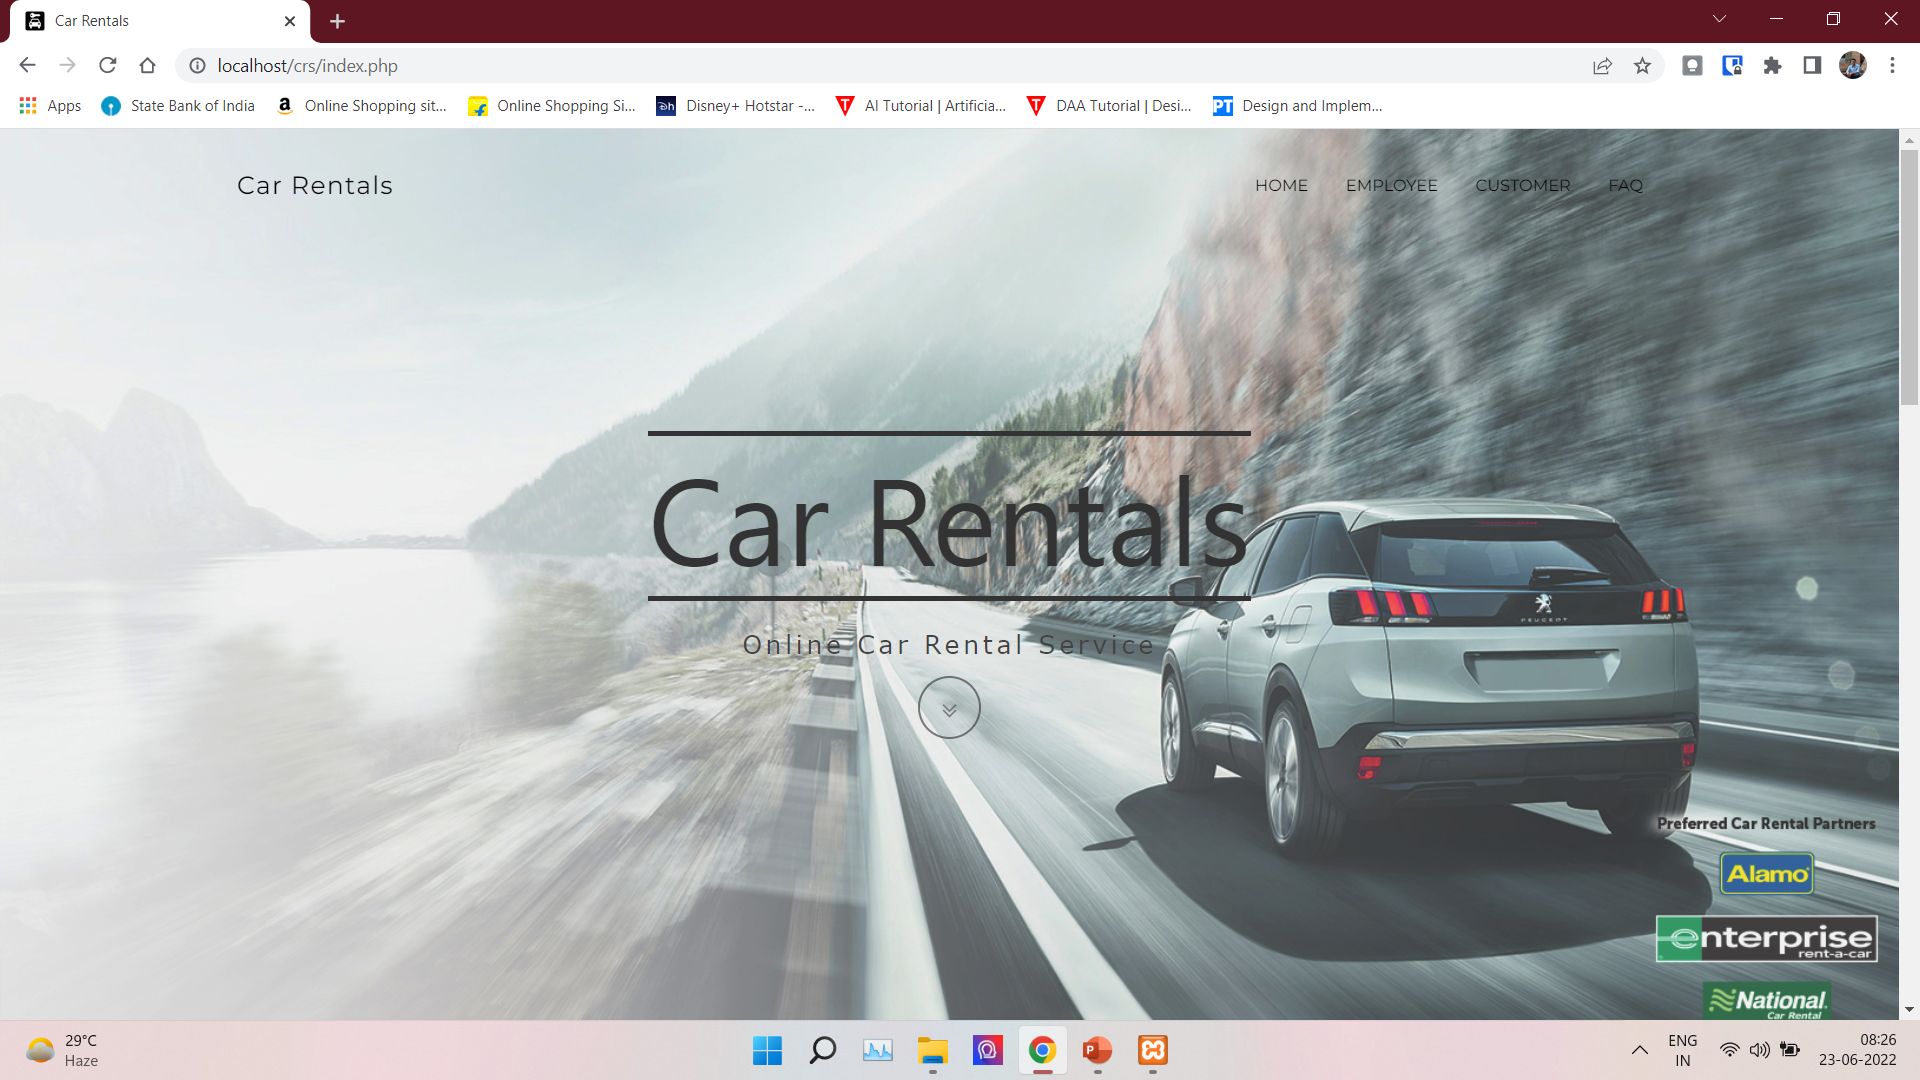 Car Rentals
localhost/crs/index.php
Apps
State Bank of India
a
Online Shopping sit...
Online Shopping Si...
Disney+ Hotstar -...
AI Tutorial | Artificia...
DAA Tutorial | Desi...
PT
Design and Implem...
Car Rentals
HOME
EMPLOYEE
CUSTOMER
FAQ
Car Rentals
Online Car Rental Service
PEUGEOT
Preferred Car Rental Partners
Alamo
enterprise
rent-a-car
National.
Car Rental
29°C
Haze
ENG
IN
08:26
23-06-2022